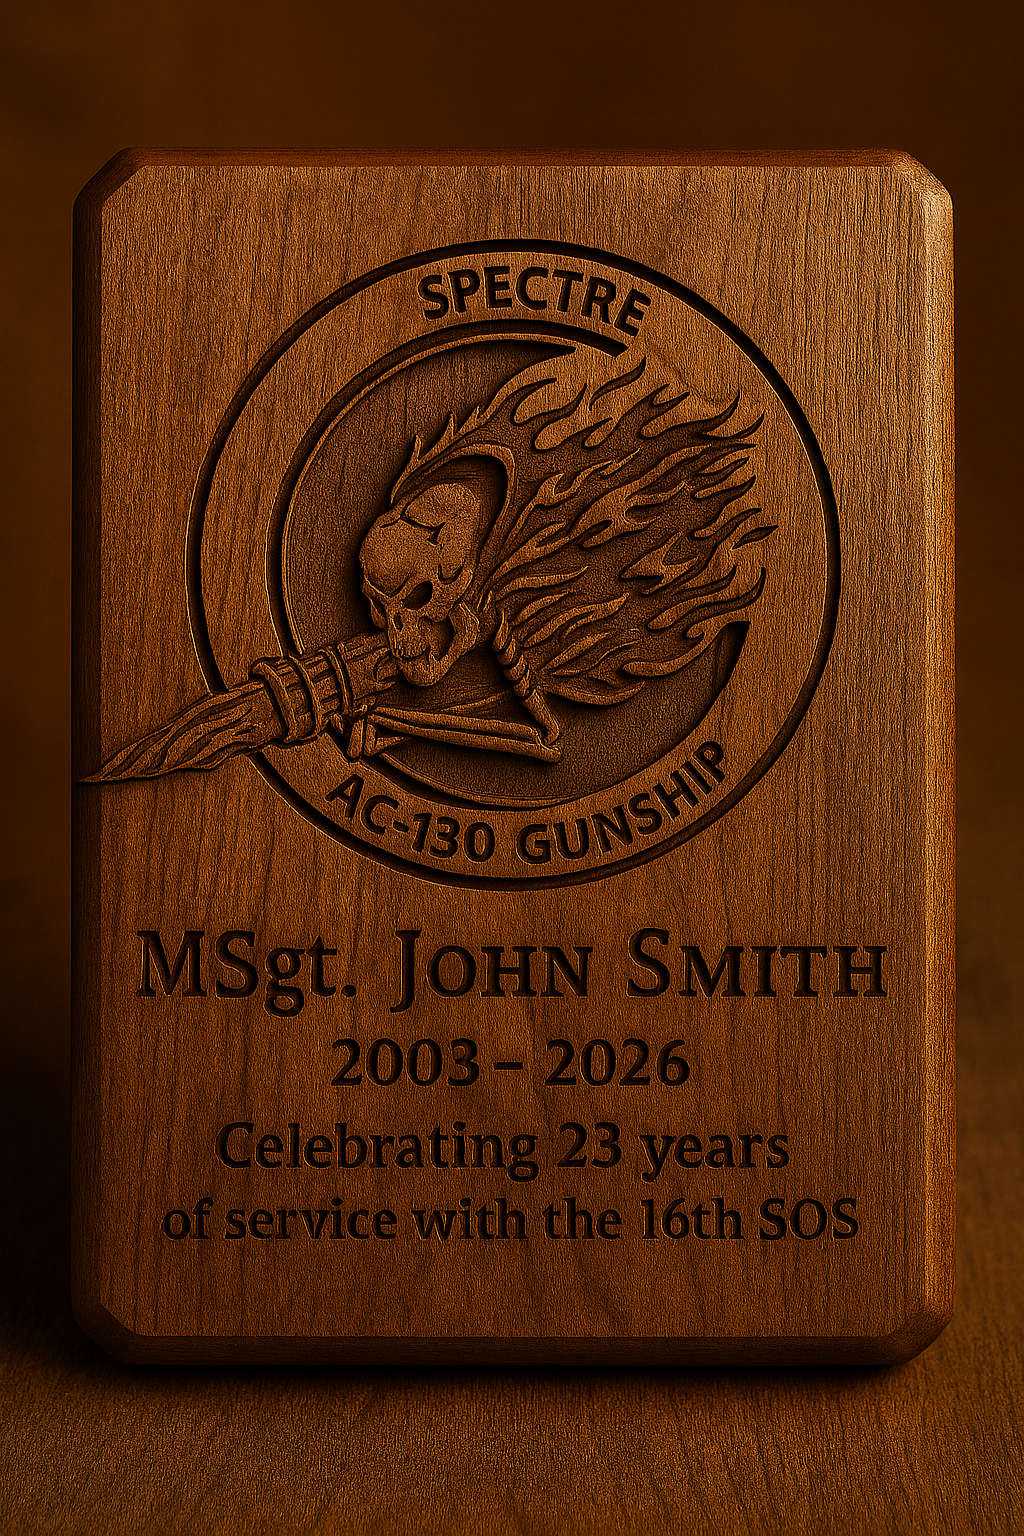 SPECTRE
AC-130 GUNSHIP
MSgt. JOHN SMITH
2003 – 2026
Celebrating 23 years
of service with the 16th SOS